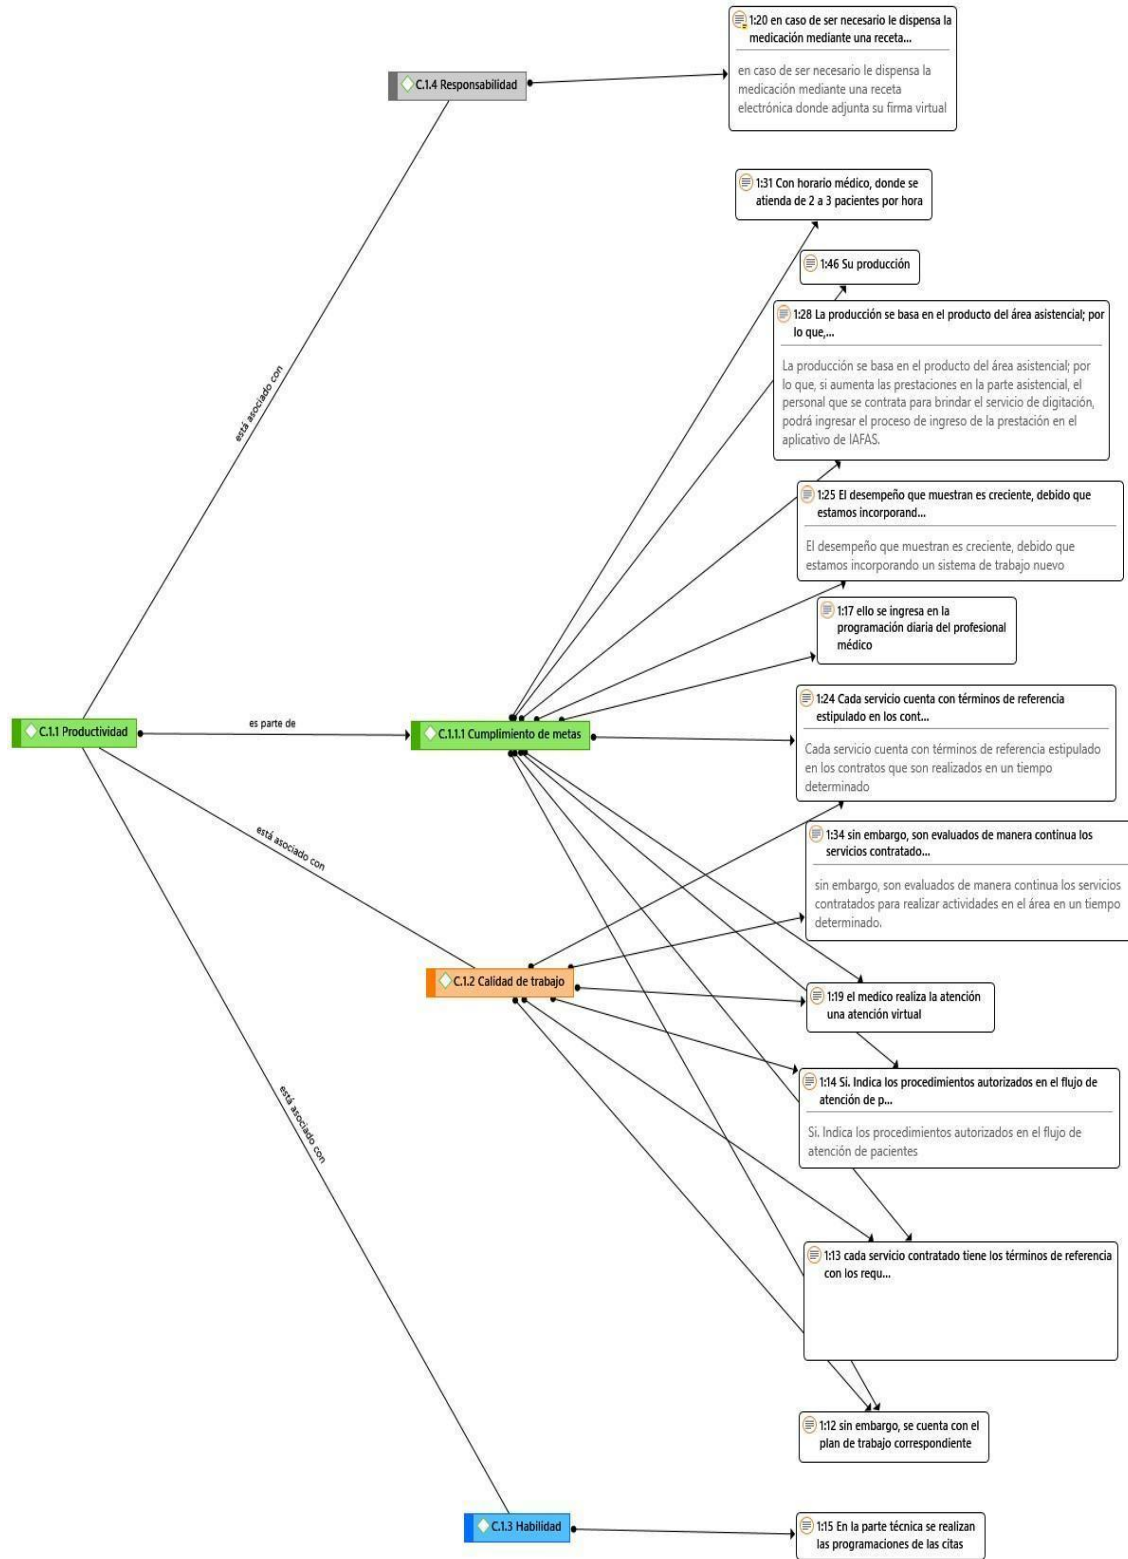 1:20 en caso de ser necesario le dispensa la
medicación mediante una receta...
en caso de ser necesario le dispensa la
medicación mediante una receta
electrónica donde adjunta su firma virtual
C.1.4 Responsabilidad
1:31 Con horario médico, donde se
atienda de 2 a 3 pacientes por hora
1:46 Su producción
1:28 La producción se basa en el producto del área asistencial; por
lo que,...
La producción se basa en el producto del área asistencial; por
lo que, si aumenta las prestaciones en la parte asistencial, el
personal que se contrata para brindar el servicio de digitación,
podrá ingresar el proceso de ingreso de la prestación en el
aplicativo de IAFAS.
está asociado con
1:25 El desempeño que muestran es creciente, debido que
estamos incorporand...
El desempeño que muestran es creciente, debido que
estamos incorporando un sistema de trabajo nuevo
1:17 ello se ingresa en la
programación diaria del profesional
médico
C.1.1 Productividad
es parte de
C.1.1.1 Cumplimiento de metas
1:24 Cada servicio cuenta con términos de referencia
estipulado en los cont...
Cada servicio cuenta con términos de referencia estipulado
en los contratos que son realizados en un tiempo
determinado
está asociado con
1:34 sin embargo, son evaluados de manera continua los
servicios contratado...
sin embargo, son evaluados de manera continua los servicios
contratados para realizar actividades en el área en un tiempo
determinado.
C.1.2 Calidad de trabajo
1:19 el medico realiza la atención
una atención virtual
1:14 Si. Indica los procedimientos autorizados en el flujo de
atención de p...
Si. Indica los procedimientos autorizados en el flujo de
atención de pacientes
está asociado con
1:13 cada servicio contratado tiene los términos de referencia
con los requ...
1:12 sin embargo, se cuenta con el
plan de trabajo correspondiente
C.1.3 Habilidad
1:15 En la parte técnica se realizan
las programaciones de las citas